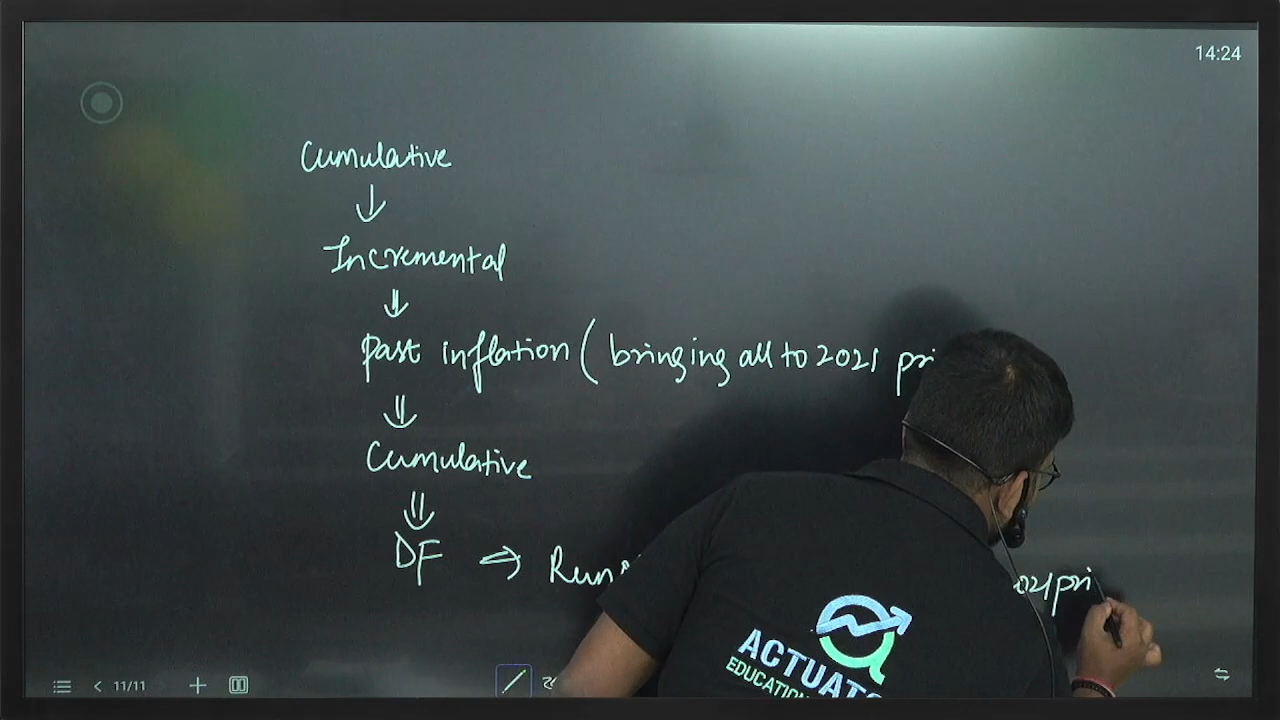 14:24
Cumulative
↓
Incremental
⇓
Past inflation ( bringing all to 2021 pri
⇓
Cumulative
⇓
DF ⇒ Run 021 pri
ACTUAT
EDUCATION
11/11